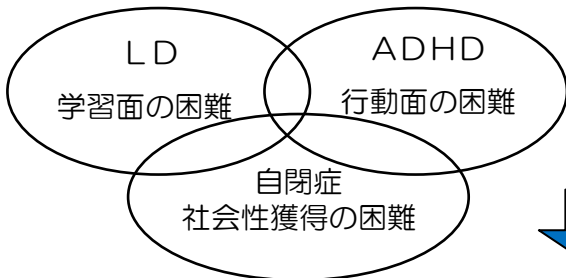 ＬＤ
学習面の困難
ＡＤＨＤ
行動面の困難
自閉症
社会性獲得の困難